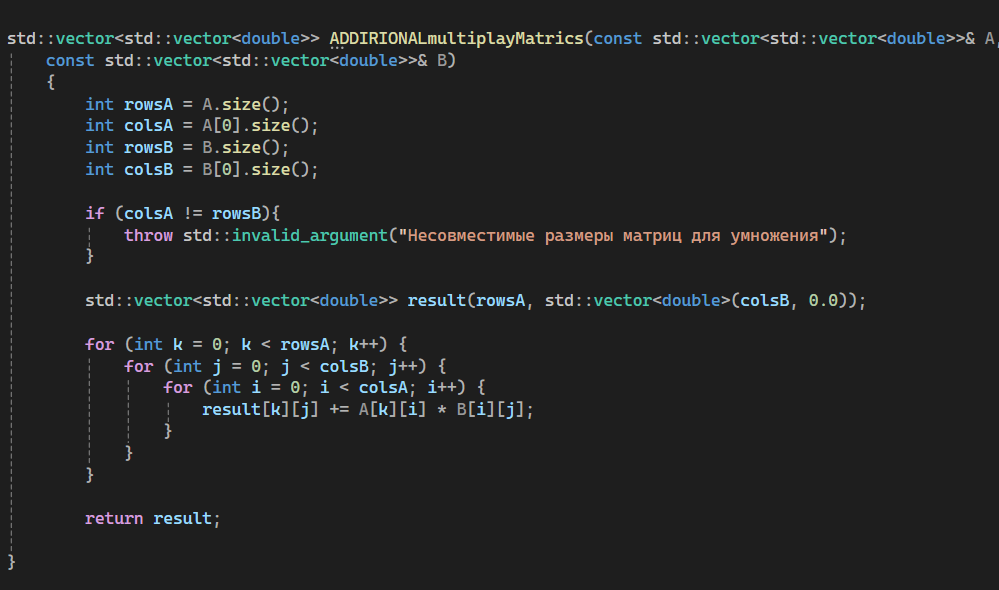 std::vector<std::vector<double>> ADDIRIONALmultiplayMatrics(const std::vector<std::vector<double>>& A,
const std::vector<std::vector<double>>& B)
{
int rowsA = A.size();
int colsA = A[0].size();
int rowsB = B.size();
int colsB = B[0].size();
if (colsA != rowsB){
throw std::invalid_argument("Несовместимые размеры матриц для умножения");
}
std::vector<std::vector<double>> result(rowsA, std::vector<double>(colsB, 0.0));
for (int k = 0; k < rowsA; k++) {
for (int j = 0; j < colsB; j++) {
for (int i = 0; i < colsA; i++) {
result[k][j] += A[k][i] * B[i][j];
}
}
}
return result;
}